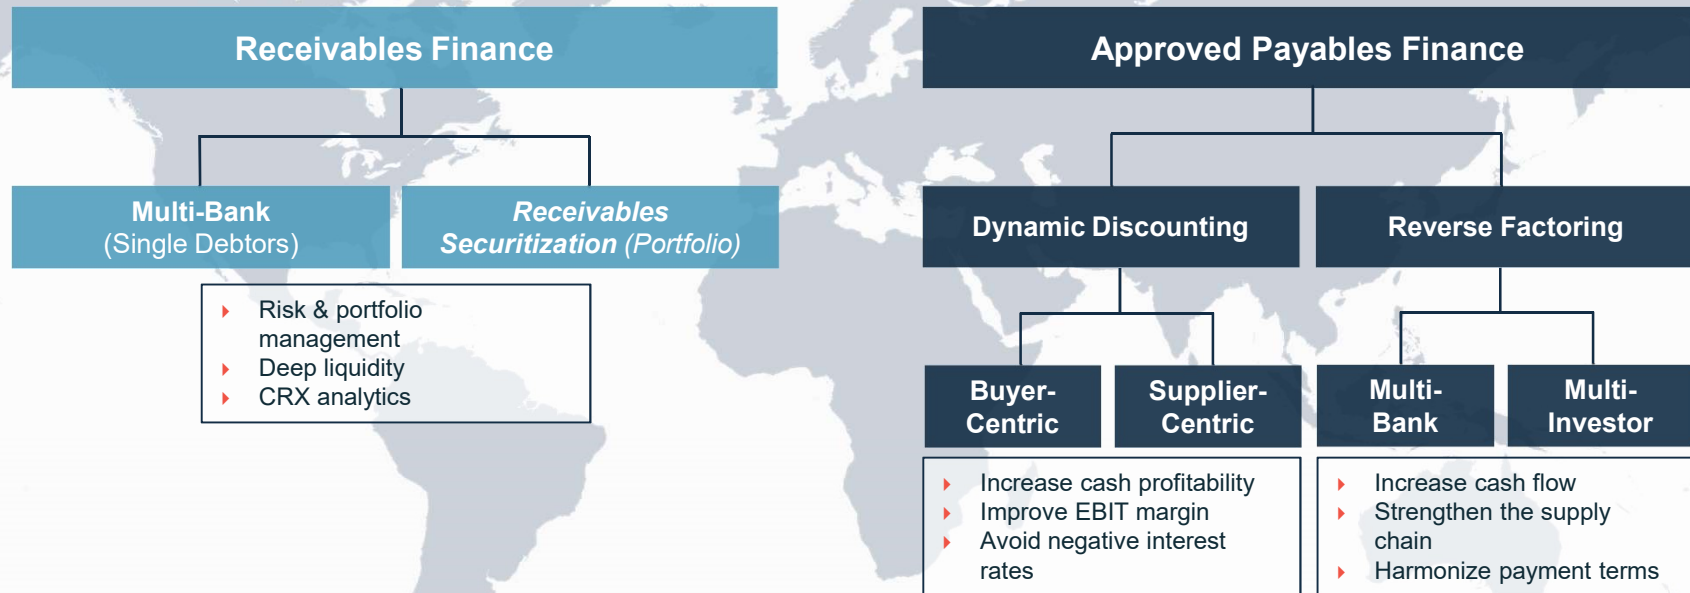 Receivables Finance
Multi-Bank
(Single Debtors)
Receivables
Securitization (Portfolio)
Risk & portfolio
management
Deep liquidity
CRX analytics
Approved Payables Finance
Dynamic Discounting
Reverse Factoring
Buyer-
Centric
Supplier-
Centric
Multi-
Bank
Multi-
Investor
Increase cash profitability
Improve EBIT margin
Avoid negative interest
rates
Increase cash flow
Strengthen the supply
chain
Harmonize payment terms